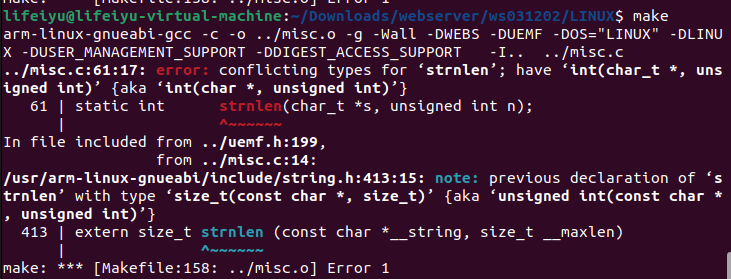 make: *** [Makefile:158: ../misc.o] Error 1
lifeiyu@lifeiyu-virtual-machine:~/Downloads/webserver/ws031202/LINUX$ make
arm-linux-gnueabi-gcc -c -o ../misc.o -g -Wall -DWEBS -DUEMF -DOS="LINUX" -DLINU
X -DUSER_MANAGEMENT_SUPPORT -DDIGEST_ACCESS_SUPPORT   -I.. ../misc.c
../misc.c:61:17: error: conflicting types for ‘strnlen’; have ‘int(char_t *, uns
igned int)’ {aka ‘int(char *, unsigned int)’}
   61 | static int      strnlen(char_t *s, unsigned int n);
      |                 ^~~~~~~
In file included from ../uemf.h:199,
                 from ../misc.c:14:
/usr/arm-linux-gnueabi/include/string.h:413:15: note: previous declaration of ‘s
trnlen’ with type ‘size_t(const char *, size_t)’ {aka ‘unsigned int(const char *
, unsigned int)’}
  413 | extern size_t strnlen (const char *__string, size_t __maxlen)
      |               ^~~~~~~
make: *** [Makefile:158: ../misc.o] Error 1